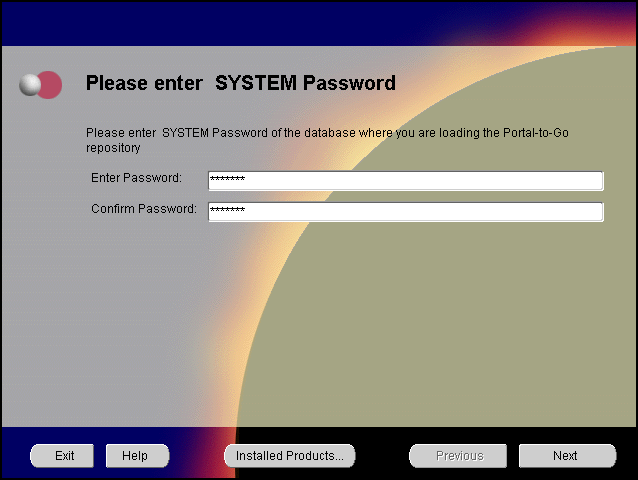 Please enter  SYSTEM Password
Please enter  SYSTEM Password of the database where you are loading the Portal-to-Go
repository
Enter Password: *******
Confirm Password: *******
Exit Help Installed Products... Previous Next